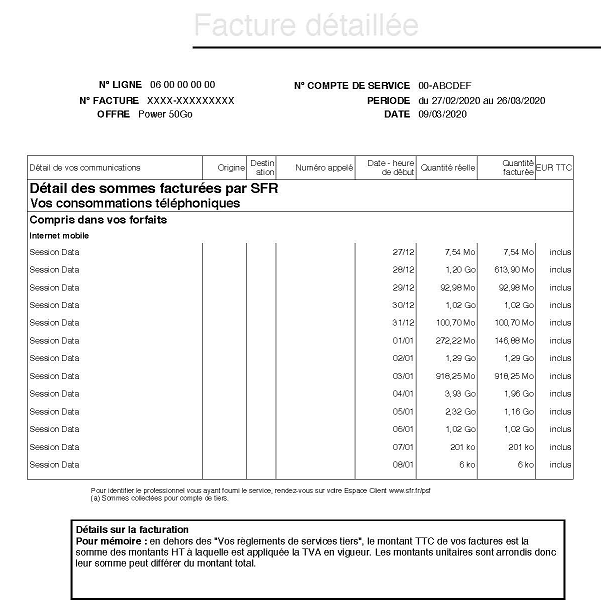 Facture détaillée
N° LIGNE 06 00 00 00 00 N° COMPTE DE SERVICE 00-ABCDEF
N° FACTURE XXXX-XXXXXXXXX PERIODE du 27/02/2020 au 26/03/2020
OFFRE Power 50Go DATE 09/03/2020
Détail de vos communications Origine Destin ation Numéro appelé Date - heure de début Quantité réelle Quantité facturée EUR TTC
Détail des sommes facturées par SFR
Vos consommations téléphoniques
Compris dans vos forfaits
Internet mobile
Session Data 27/12 7,54 Mo 7,54 Mo inclus
Session Data 28/12 1,20 Go 613,90 Mo inclus
Session Data 29/12 92,98 Mo 92,98 Mo inclus
Session Data 30/12 1,02 Go 1,02 Go inclus
Session Data 31/12 100,70 Mo 100,70 Mo inclus
Session Data 01/01 272,22 Mo 146,88 Mo inclus
Session Data 02/01 1,29 Go 1,29 Go inclus
Session Data 03/01 918,25 Mo 918,25 Mo inclus
Session Data 04/01 3,93 Go 1,96 Go inclus
Session Data 05/01 2,32 Go 1,16 Go inclus
Session Data 06/01 1,02 Go 1,02 Go inclus
Session Data 07/01 201 ko 201 ko inclus
Session Data 08/01 6 ko 6 ko inclus
Pour identifier le professionnel vous ayant fourni le service, rendez-vous sur votre Espace Client www.sfr.fr/psf
(a) Sommes collectées pour compte de tiers.
Détails sur la facturation
Pour mémoire : en dehors des "Vos règlements de services tiers", le montant TTC de vos factures est la
somme des montants HT à laquelle est appliquée la TVA en vigueur. Les montants unitaires sont arrondis donc
leur somme peut différer du montant total.